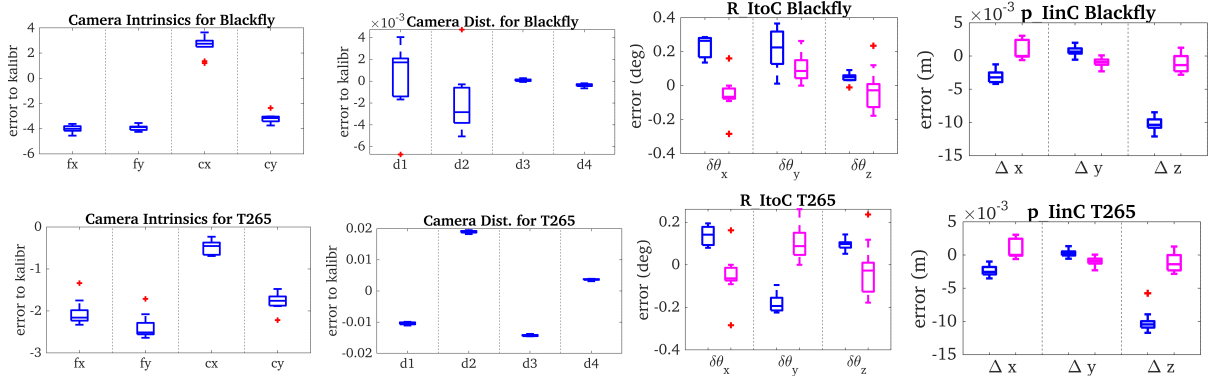 Camera Intrinsics for Blackfly
error to kalibr
4
2
0
-2
-4
-6
fx fy cx cy
Camera Dist. for Blackfly
×10⁻³
error to kalibr
4
2
0
-2
-4
-6
d1 d2 d3 d4
R_ItoC Blackfly
error (deg)
0.4
0.2
0
-0.2
-0.4
δθx δθy δθz
p_IinC Blackfly
×10⁻³
error (m)
5
0
-5
-10
-15
Δ x Δ y Δ z
Camera Intrinsics for T265
error to kalibr
0
-1
-2
-3
fx fy cx cy
Camera Dist. for T265
error to kalibr
0.02
0.01
0
-0.01
-0.02
d1 d2 d3 d4
R_ItoC T265
error (deg)
0.2
0
-0.2
-0.4
δθx δθy δθz
p_IinC T265
×10⁻³
error (m)
5
0
-5
-10
-15
Δ x Δ y Δ z